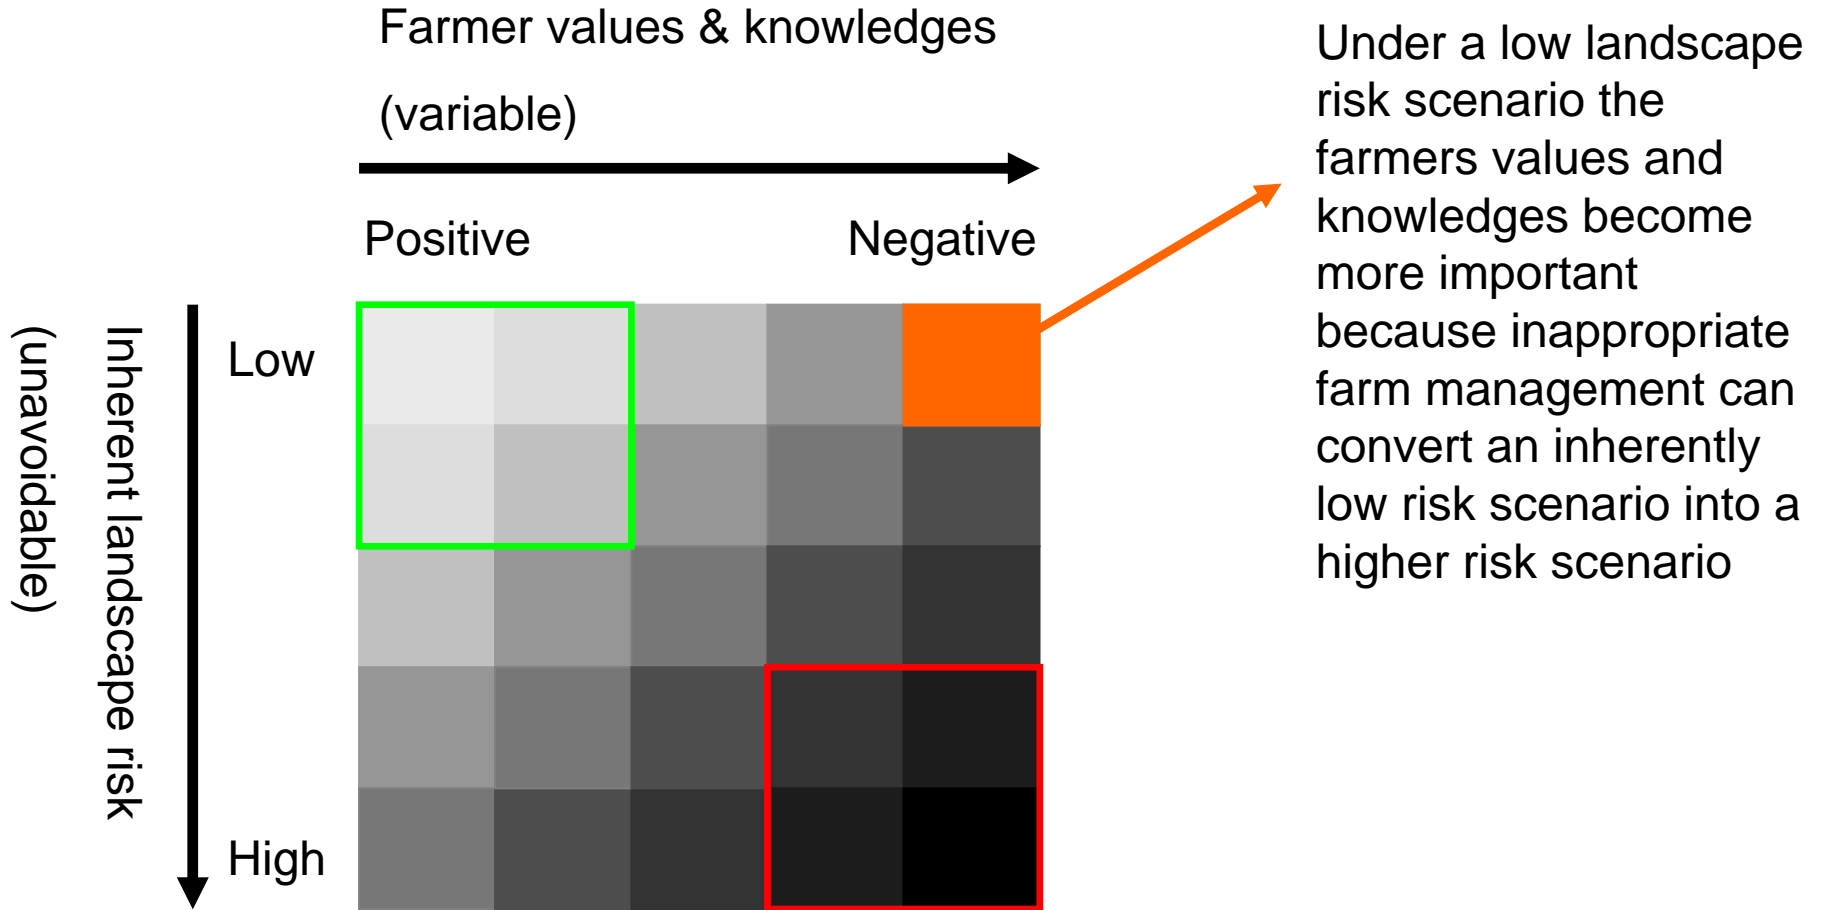 Farmer values & knowledges
(variable)
Positive
Negative
Inherent landscape risk
(unavoidable)
Low
High
Under a low landscape
risk scenario the
farmers values and
knowledges become
more important
because inappropriate
farm management can
convert an inherently
low risk scenario into a
higher risk scenario